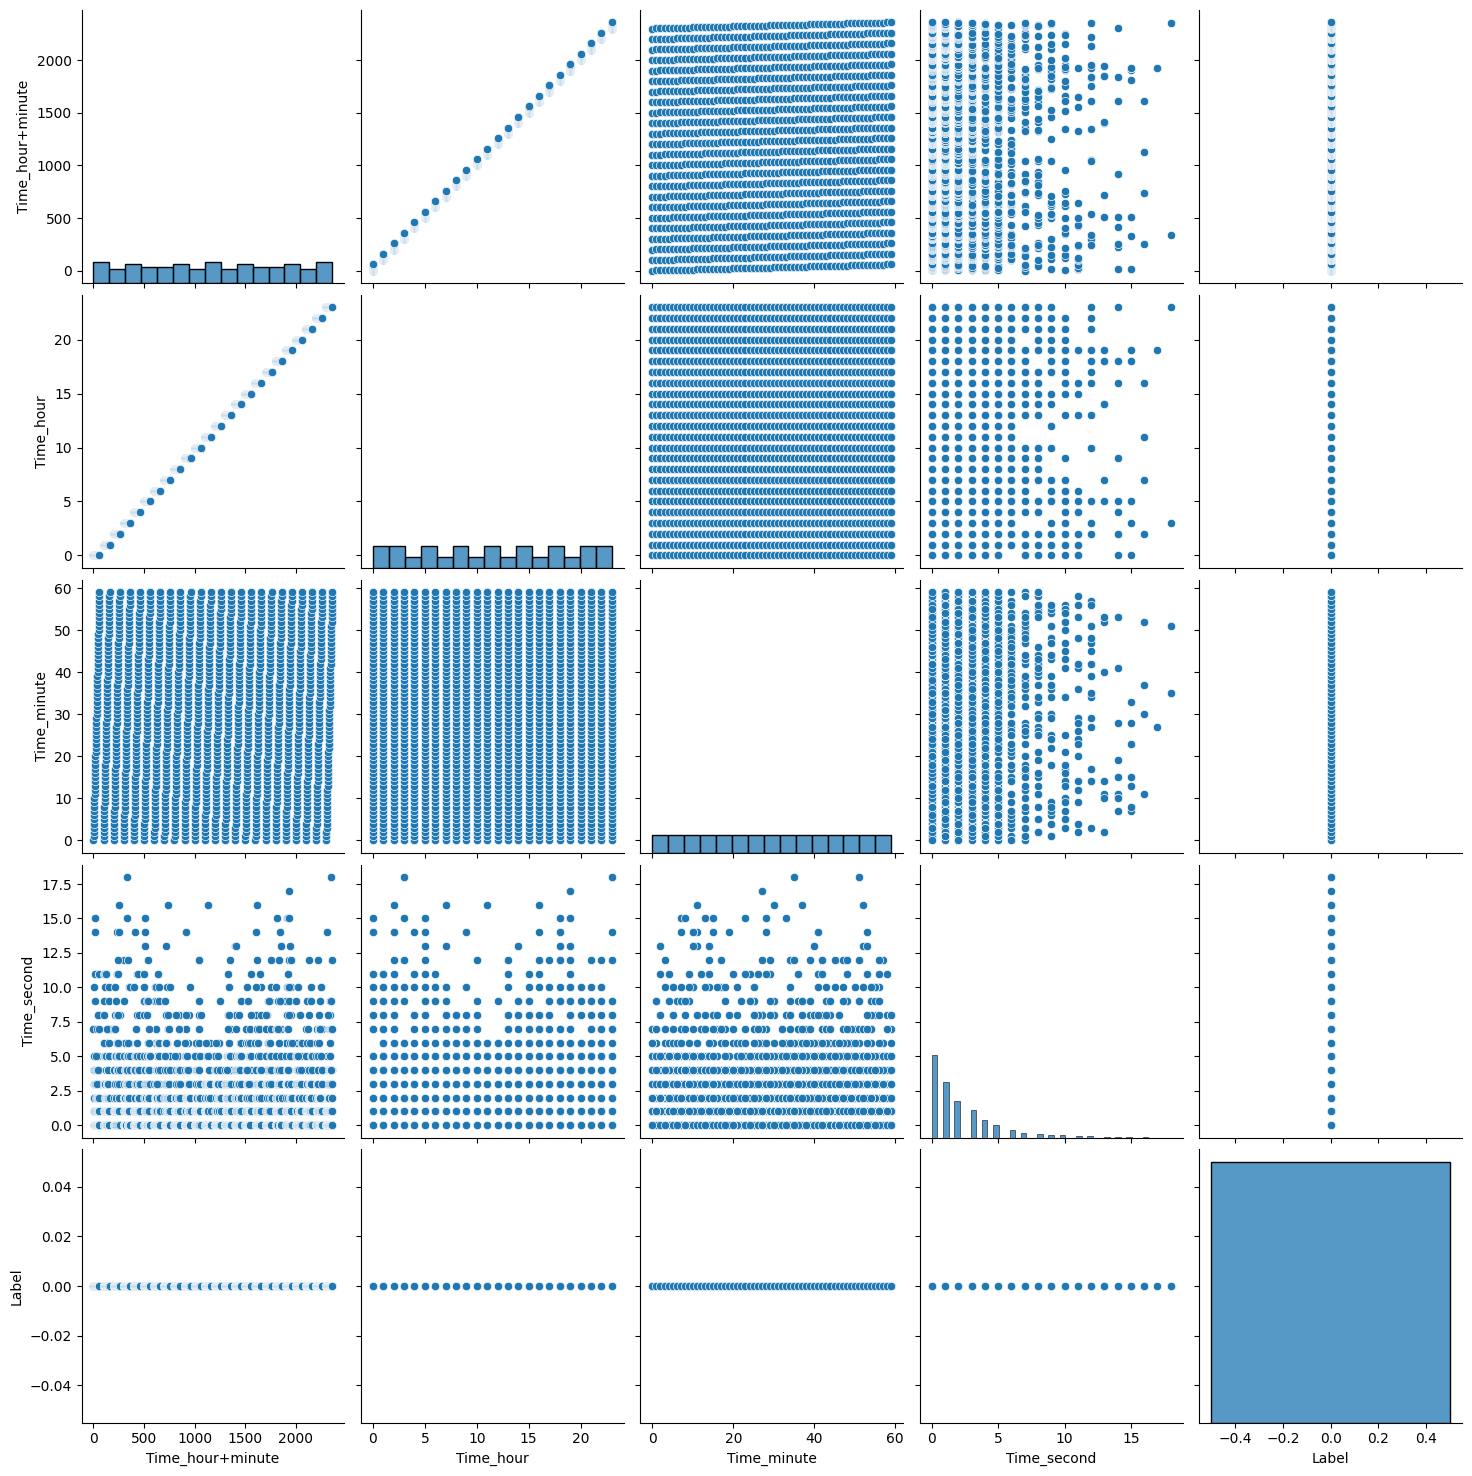 Time_hour+minute
2000
1500
1000
500
0
Time_hour
20
15
10
5
0
Time_minute
60
50
40
30
20
10
0
Time_second
17.5
15.0
12.5
10.0
7.5
5.0
2.5
0.0
Label
0.04
0.02
0.00
−0.02
−0.04
0 500 1000 1500 2000
Time_hour+minute
0 5 10 15 20
Time_hour
0 20 40 60
Time_minute
0 5 10 15
Time_second
−0.4 −0.2 0.0 0.2 0.4
Label